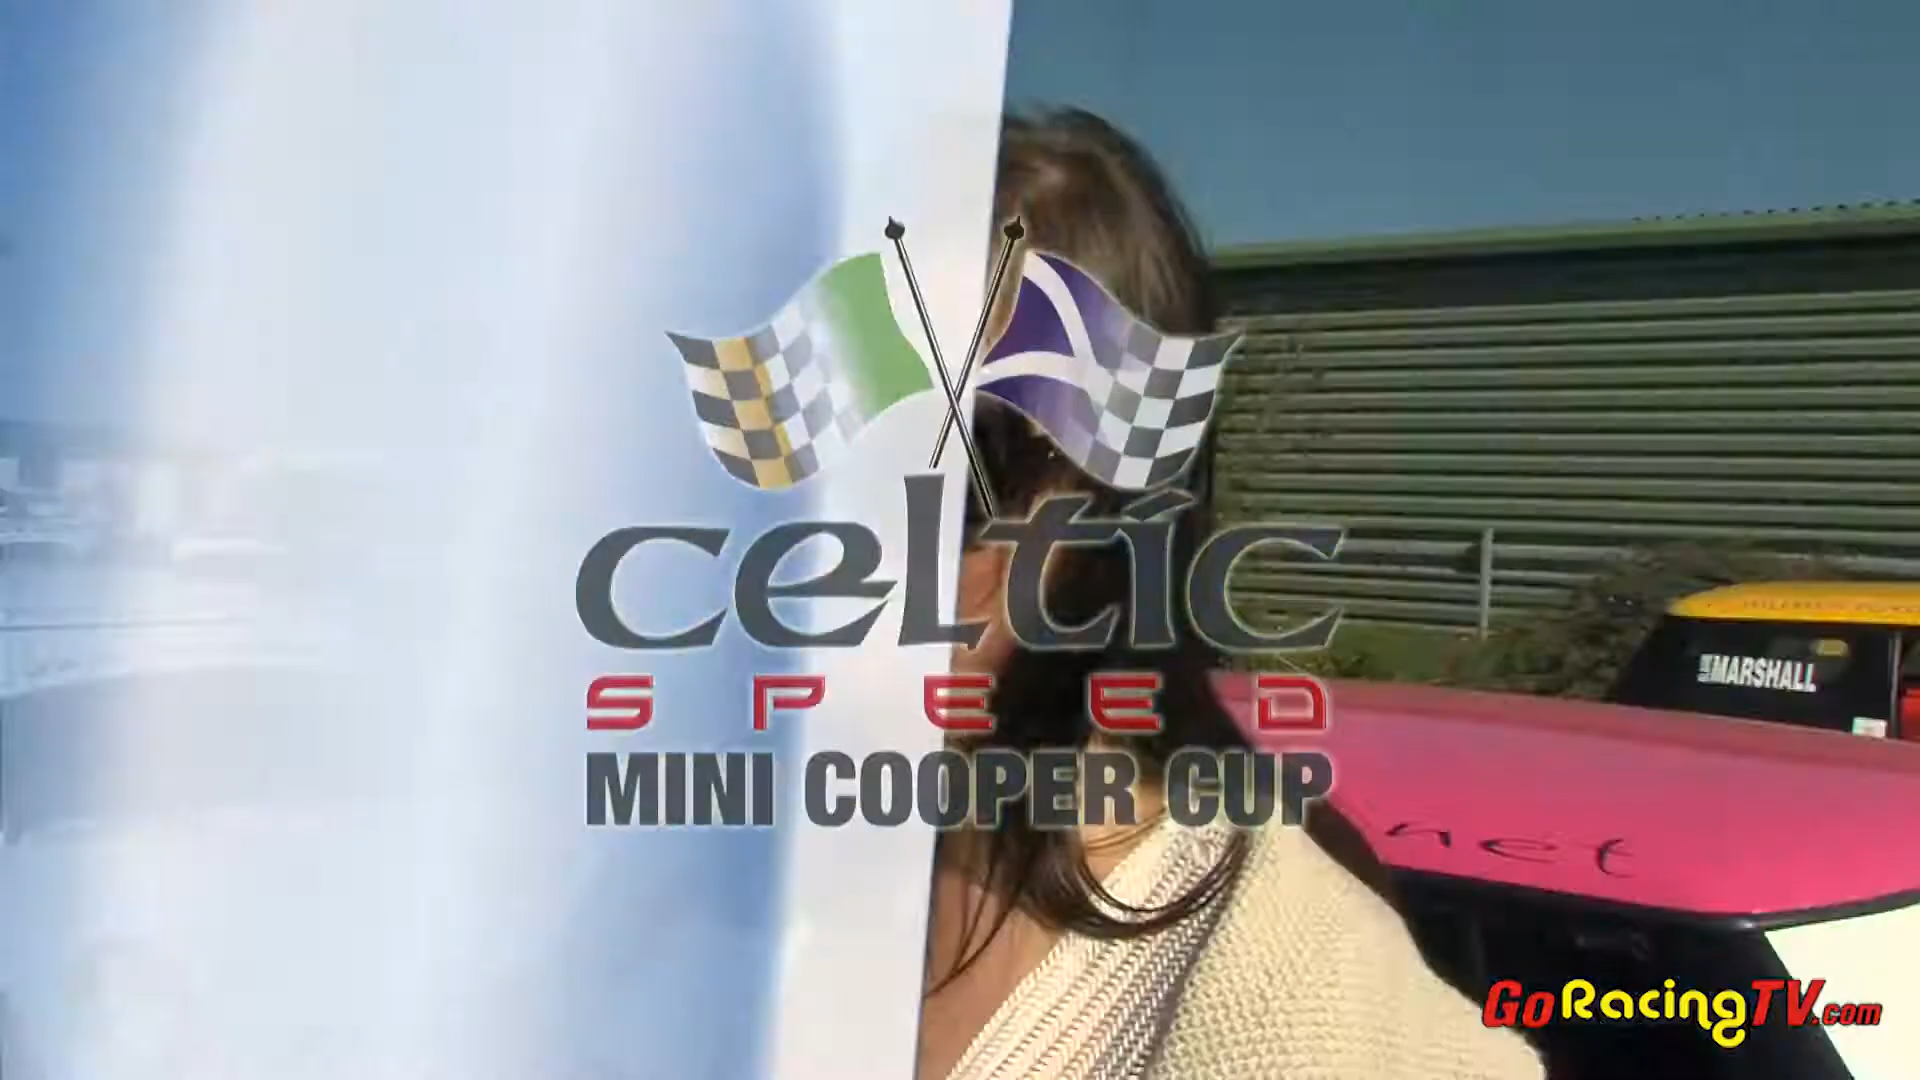 celtic
SPEED
MINI COOPER CUP
MARSHALL
net
GoRacingTV.com